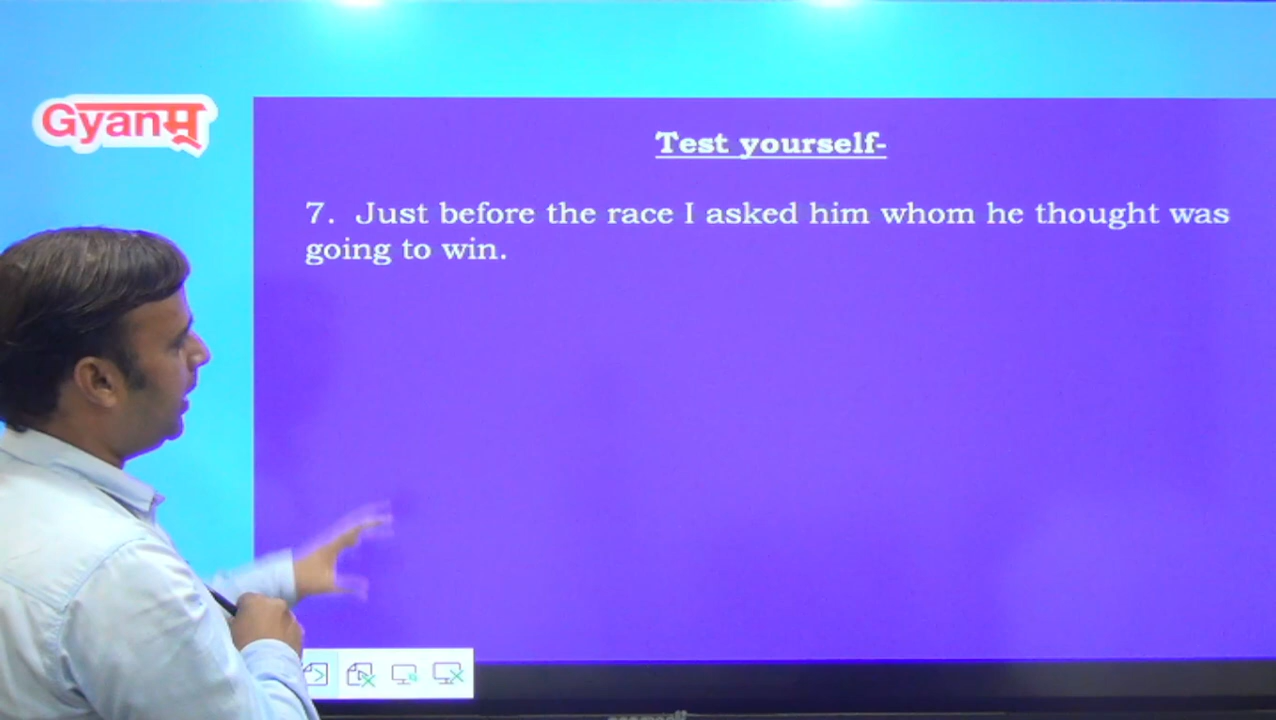 Gyanम्
Test yourself-
7. Just before the race I asked him whom he thought was
going to win.